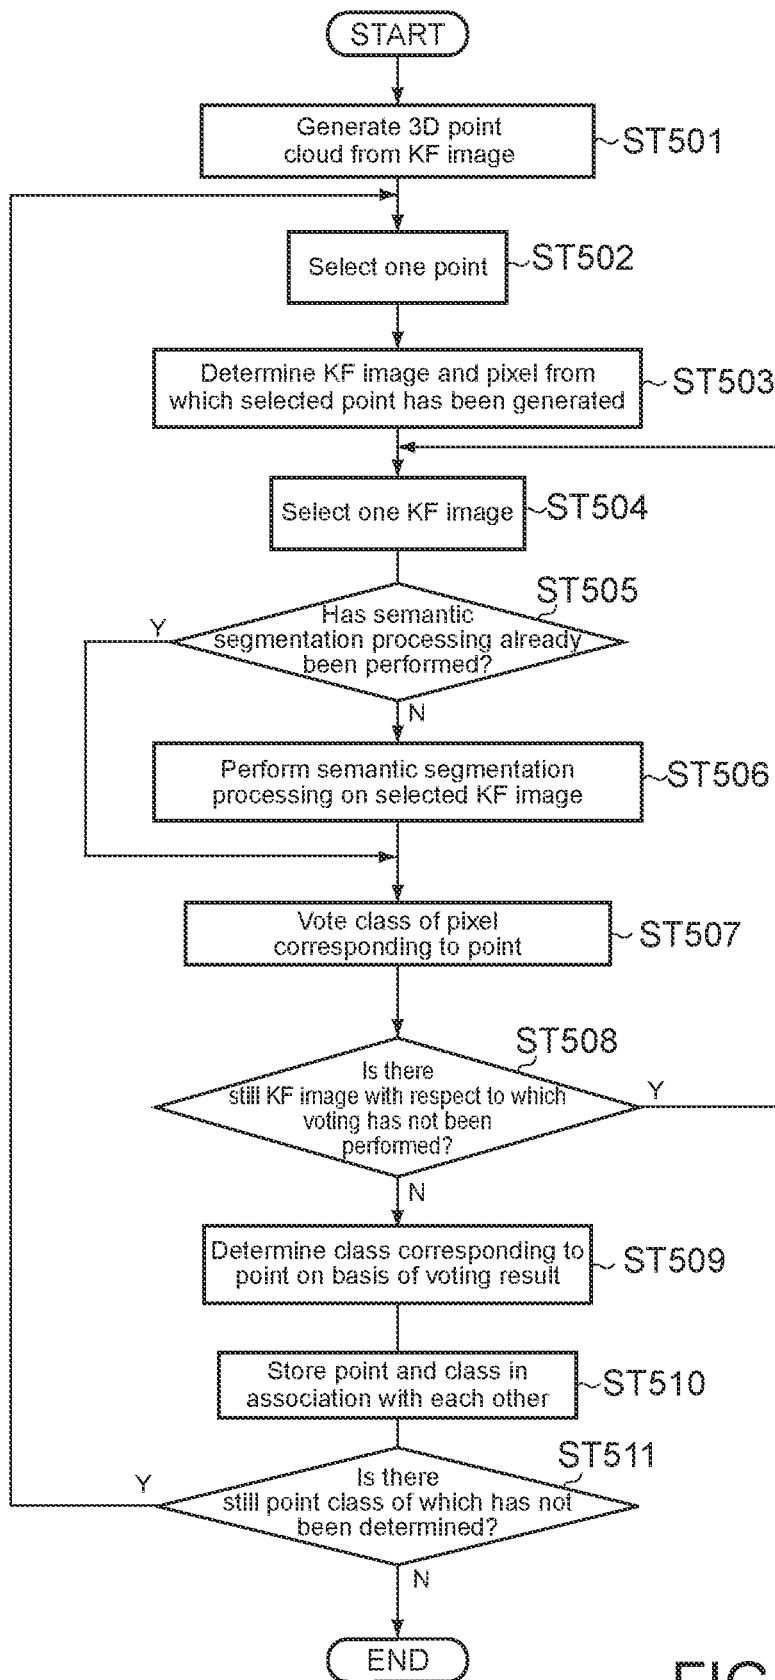 START
Generate 3D point
cloud from KF image
ST501
Select one point
ST502
Determine KF image and pixel from
which selected point has been generated
ST503
Select one KF image
ST504
ST505
Has semantic
segmentation processing already
been performed?
Y
N
Perform semantic segmentation
processing on selected KF image
ST506
Vote class of pixel
corresponding to point
ST507
ST508
Is there
still KF image with respect to which
voting has not been
performed?
Y
N
Determine class corresponding to
point on basis of voting result
ST509
Store point and class in
association with each other
ST510
ST511
Is there
still point class of which has not
been determined?
Y
N
END
FIG